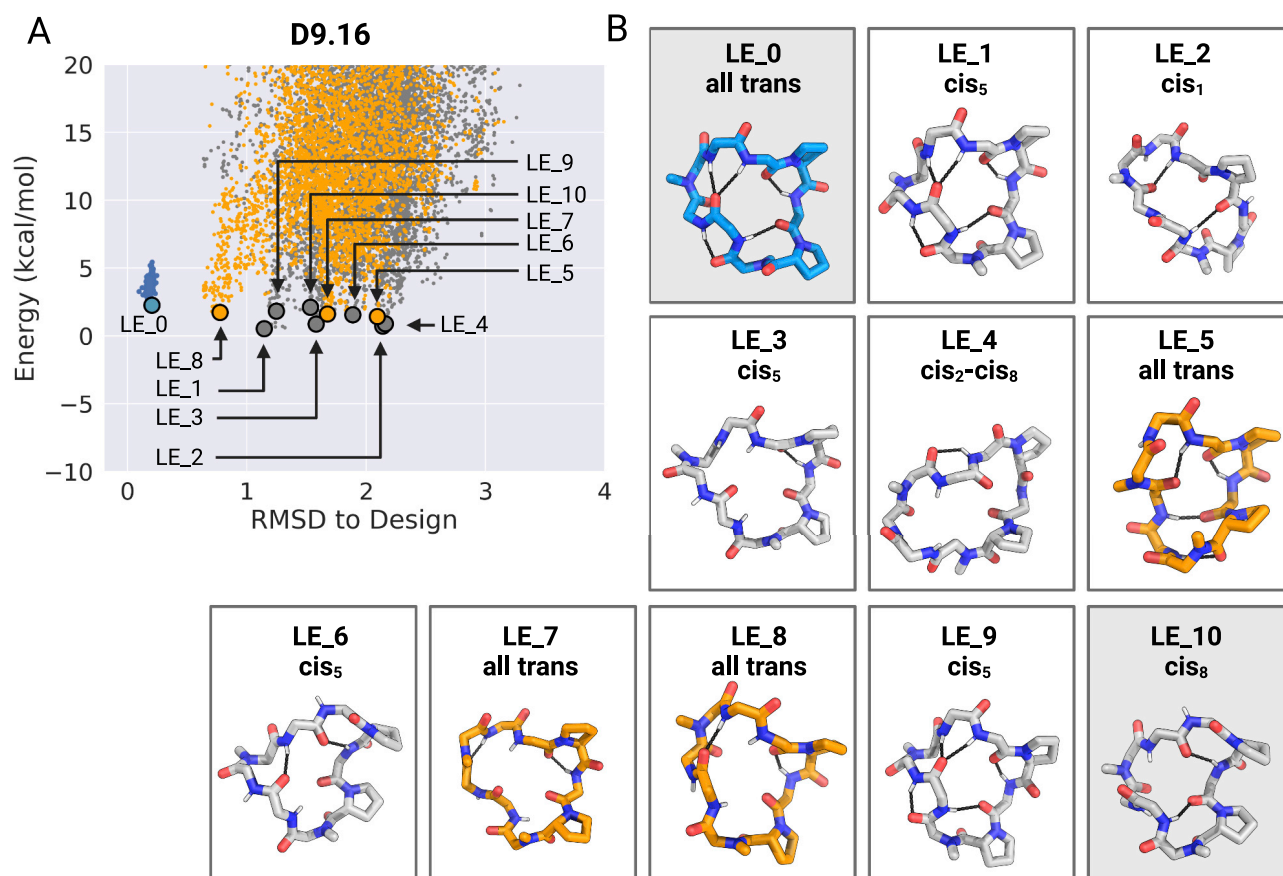 A
D9.16
20
15
10
5
0
−5
−10
Energy (kcal/mol)
0
1
2
3
4
RMSD to Design
LE_9
LE_10
LE_7
LE_6
LE_5
LE_4
LE_0
LE_8
LE_1
LE_3
LE_2
B
LE_0
all trans
LE_1
cis₅
LE_2
cis₁
LE_3
cis₅
LE_4
cis₂-cis₈
LE_5
all trans
LE_6
cis₅
LE_7
all trans
LE_8
all trans
LE_9
cis₅
LE_10
cis₈